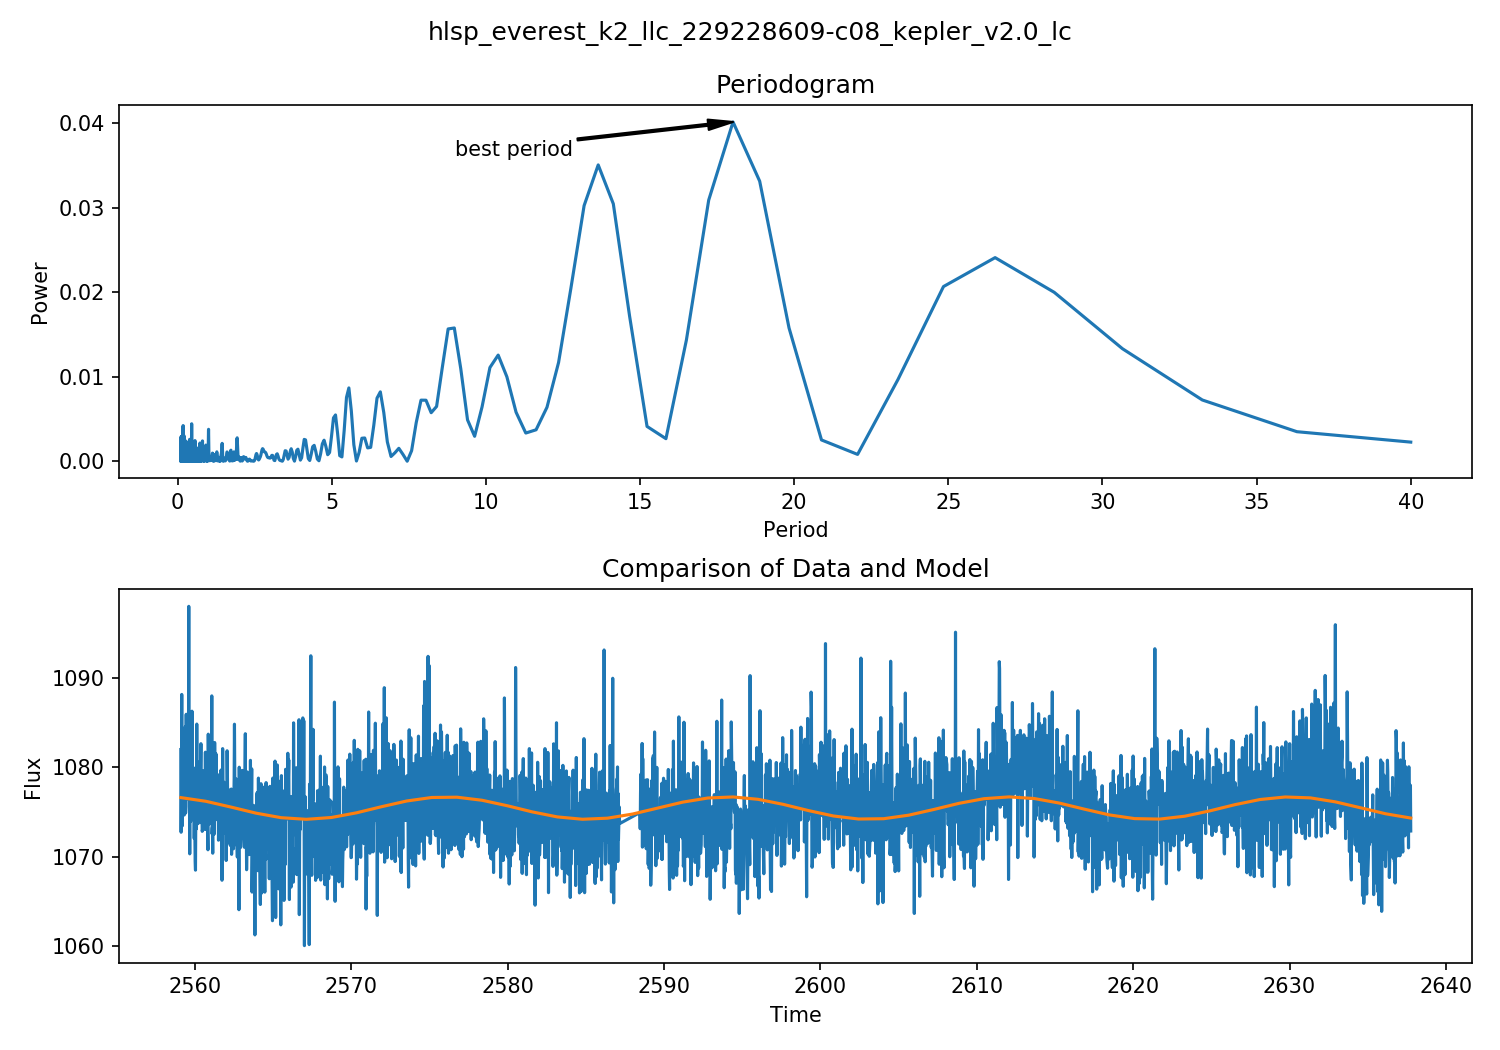 hlsp_everest_k2_llc_229228609-c08_kepler_v2.0_lc
Periodogram
best period
Power
0.04
0.03
0.02
0.01
0.00
0 5 10 15 20 25 30 35 40
Period
Comparison of Data and Model
Flux
1090
1080
1070
1060
2560 2570 2580 2590 2600 2610 2620 2630 2640
Time